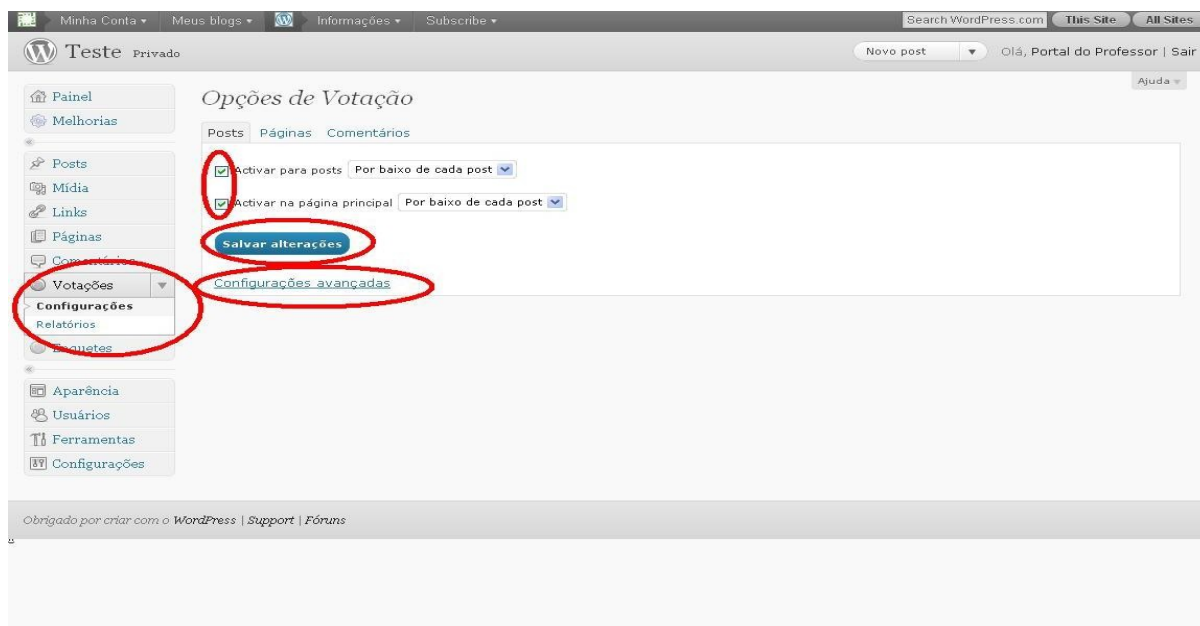 Minha Conta Meus blogs Informações Subscribe Search WordPress.com This Site All Sites
Teste Privado Novo post Olá, Portal do Professor | Sair
Ajuda
Painel
Melhorias
Posts
Mídia
Links
Páginas
Comentários
Votações
Configurações
Relatórios
Enquetes
Aparência
Usuários
Ferramentas
Configurações
Opções de Votação
Posts Páginas Comentários
Activar para posts Por baixo de cada post
Activar na página principal Por baixo de cada post
Salvar alterações
Configurações avançadas
Obrigado por criar com o WordPress | Support | Fóruns